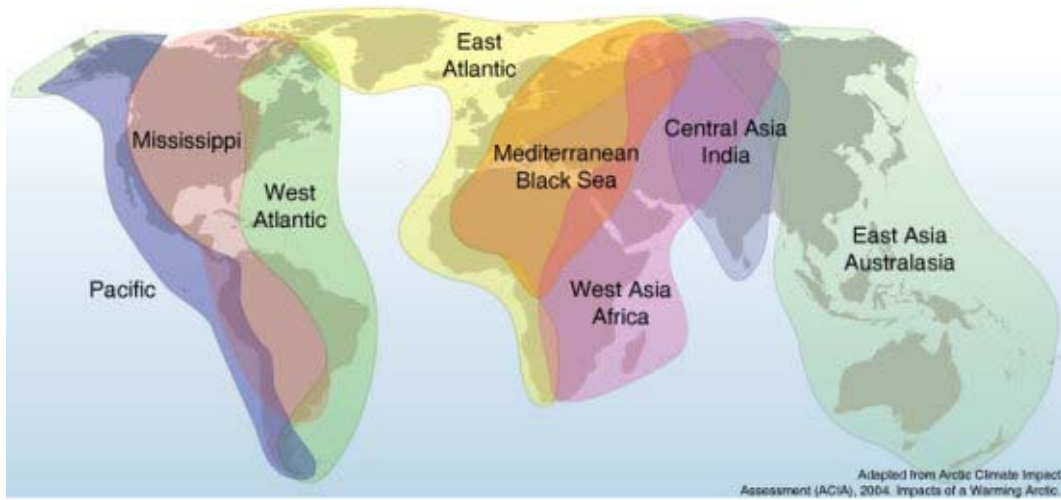 East
Atlantic
Mississippi
Central Asia
India
Mediterranean
Black Sea
West
Atlantic
East Asia
Australasia
Pacific
West Asia
Africa
Adapted from Arctic Climate Impact
Assessment (ACIA), 2004. Impacts of a Warming Arctic.